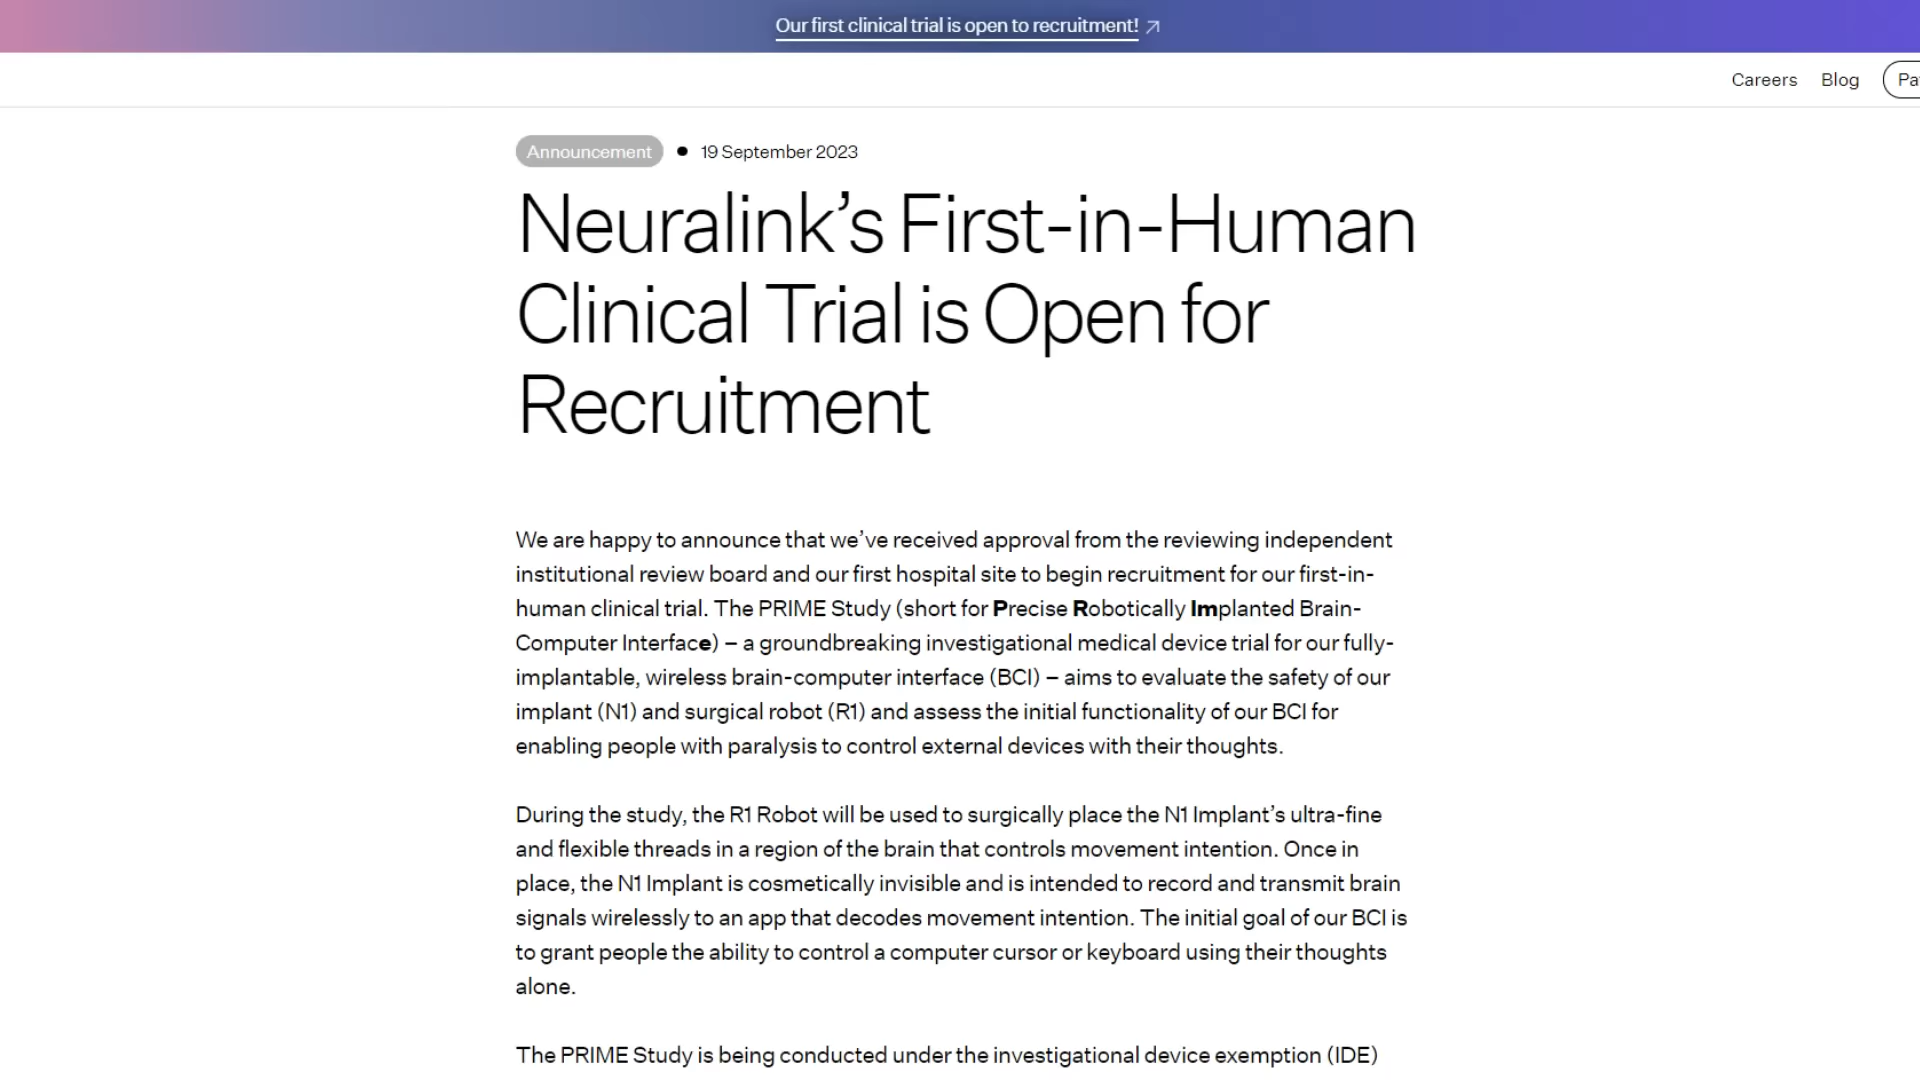 Our first clinical trial is open to recruitment! ↗
Careers Blog
Announcement • 19 September 2023
Neuralink’s First-in-Human
Clinical Trial is Open for
Recruitment
We are happy to announce that we’ve received approval from the reviewing independent
institutional review board and our first hospital site to begin recruitment for our first-in-
human clinical trial. The PRIME Study (short for Precise Robotically Implanted Brain-
Computer Interface) – a groundbreaking investigational medical device trial for our fully-
implantable, wireless brain-computer interface (BCI) – aims to evaluate the safety of our
implant (N1) and surgical robot (R1) and assess the initial functionality of our BCI for
enabling people with paralysis to control external devices with their thoughts.
During the study, the R1 Robot will be used to surgically place the N1 Implant’s ultra-fine
and flexible threads in a region of the brain that controls movement intention. Once in
place, the N1 Implant is cosmetically invisible and is intended to record and transmit brain
signals wirelessly to an app that decodes movement intention. The initial goal of our BCI is
to grant people the ability to control a computer cursor or keyboard using their thoughts
alone.
The PRIME Study is being conducted under the investigational device exemption (IDE)